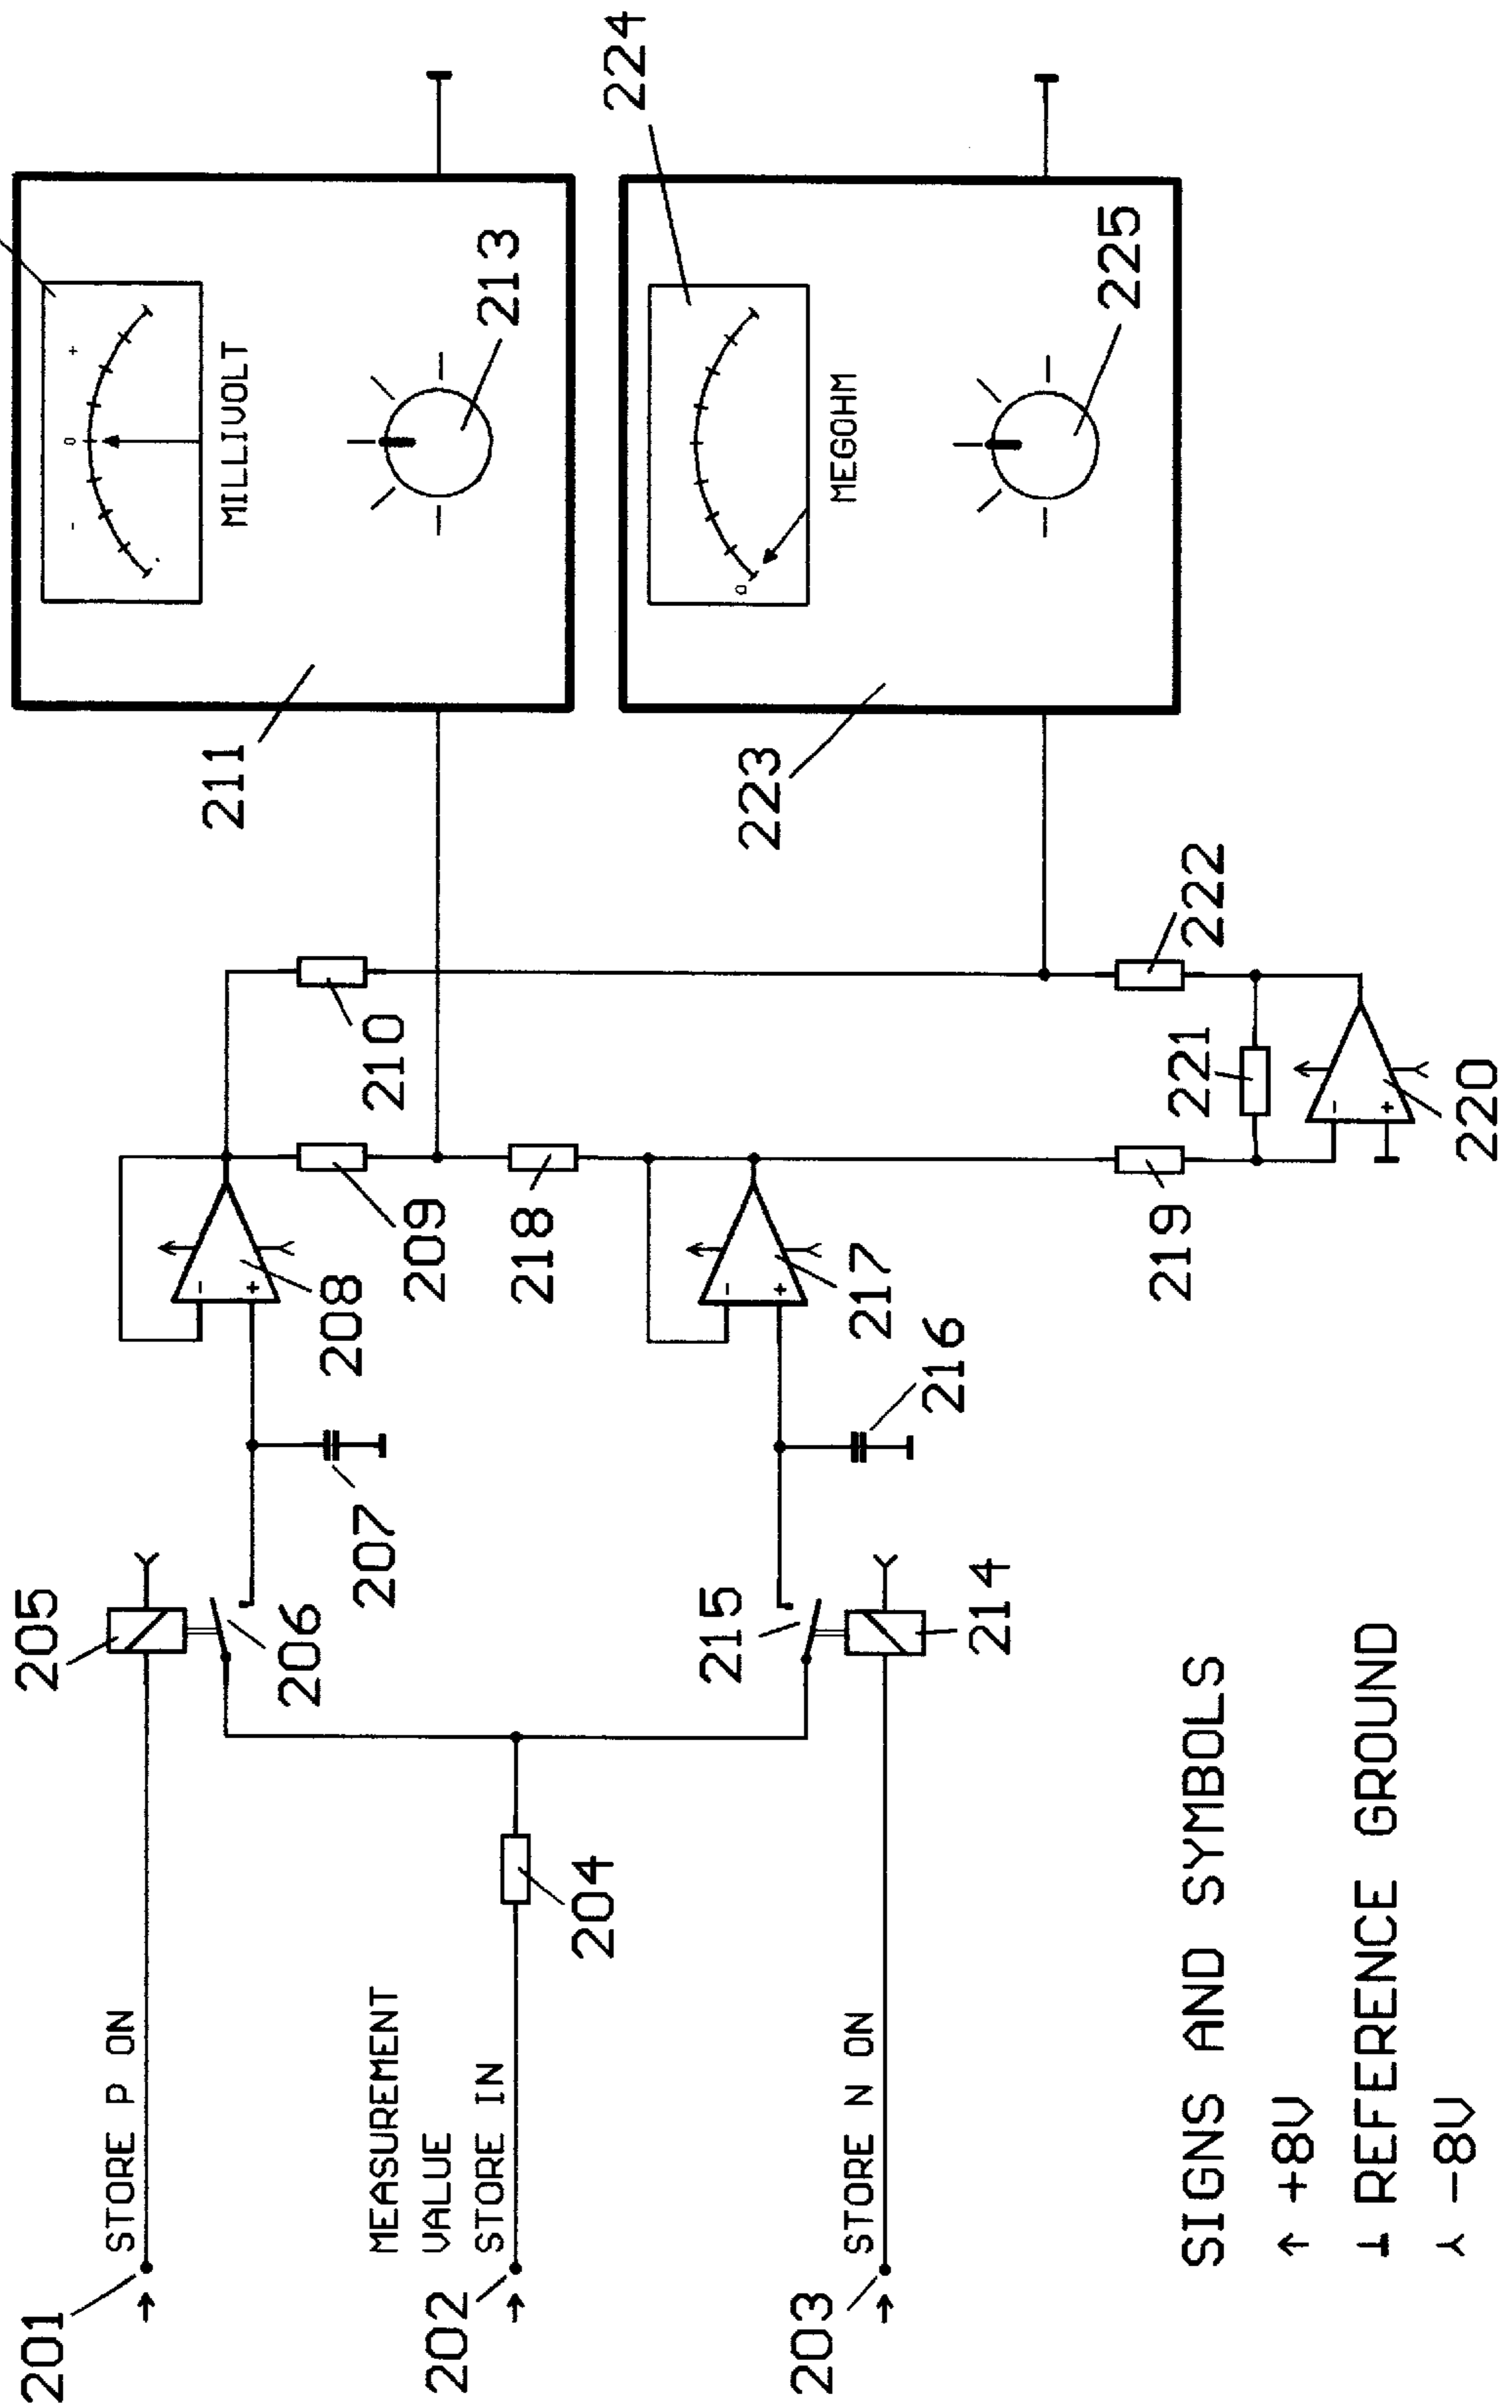 201
STORE P ON
205
206
207
208
209
210
211
- 0 +
MILLIVOLT
213
MEASUREMENT
VALUE
STORE IN
202
204
STORE N ON
203
215
214
216
217
218
219
220
221
222
223
224
0
MEGOHM
225
- +
- +
- +
SIGNS AND SYMBOLS
+8V
REFERENCE GROUND
-8V